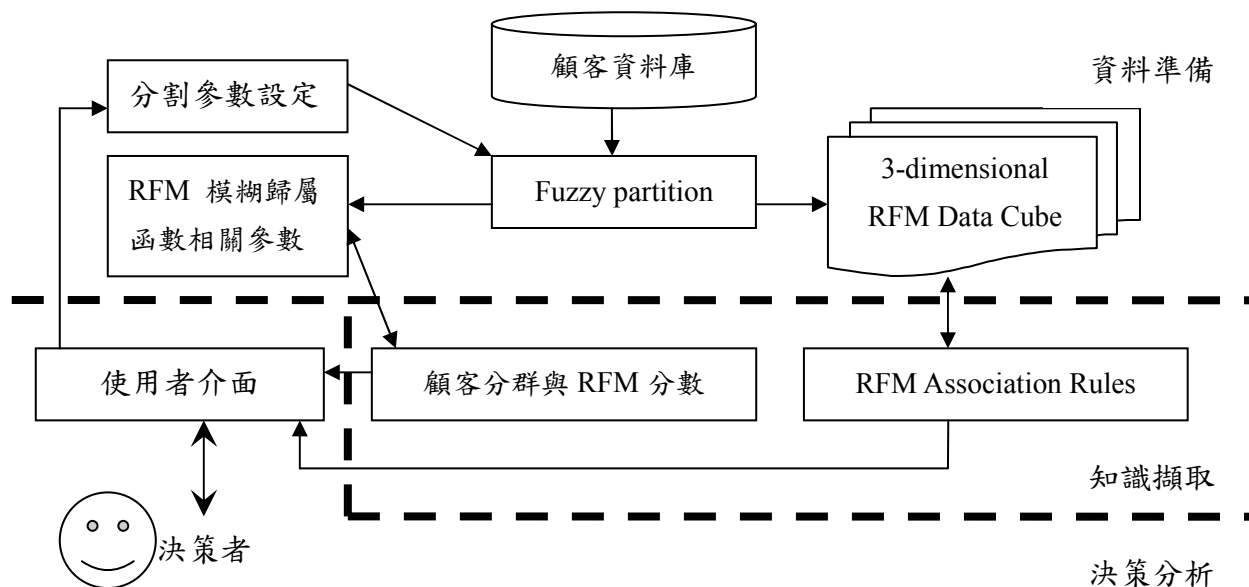 顧客資料庫
資料準備
分割參數設定
RFM 模糊歸屬
函數相關參數
Fuzzy partition
3-dimensional
RFM Data Cube
使用者介面
顧客分群與 RFM 分數
RFM Association Rules
知識擷取
決策者
決策分析